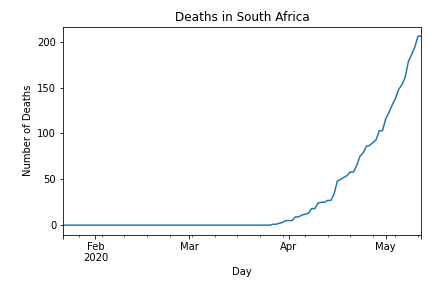 Deaths in South Africa
Number of Deaths
200
150
100
50
0
Feb
2020
Mar
Apr
May
Day